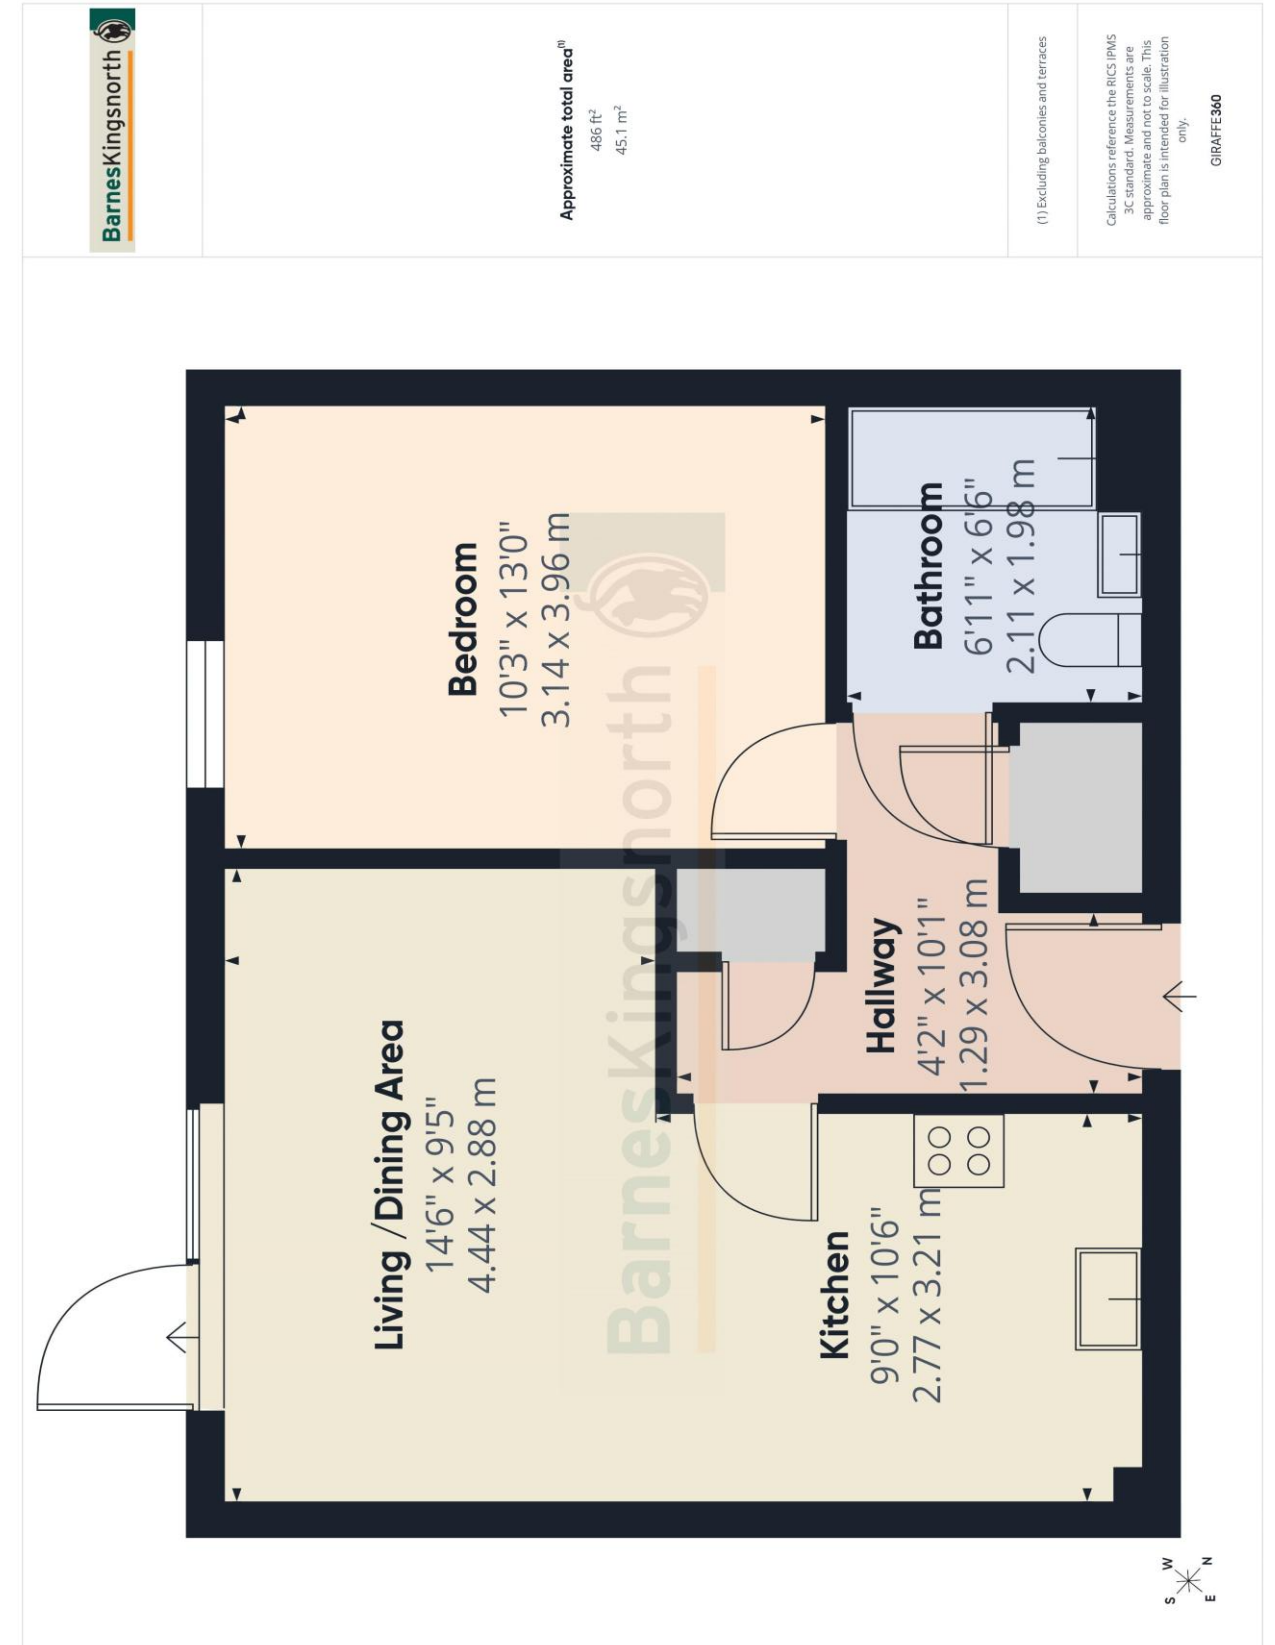 Living /Dining Area
14'6" x 9'5"
4.44 x 2.88 m
Bedroom
10'3" x 13'0"
3.14 x 3.96 m
Kitchen
9'0" x 10'6"
2.77 x 3.21 m
Hallway
4'2" x 10'1"
1.29 x 3.08 m
Bathroom
6'11" x 6'6"
2.11 x 1.98 m
BarnesKingsnorth
S
W
E
N
BarnesKingsnorth
Approximate total area(1)
486 ft²
45.1 m²
(1) Excluding balconies and terraces
Calculations reference the RICS IPMS
3C standard. Measurements are
approximate and not to scale. This
floor plan is intended for illustration
only.
GIRAFFE360